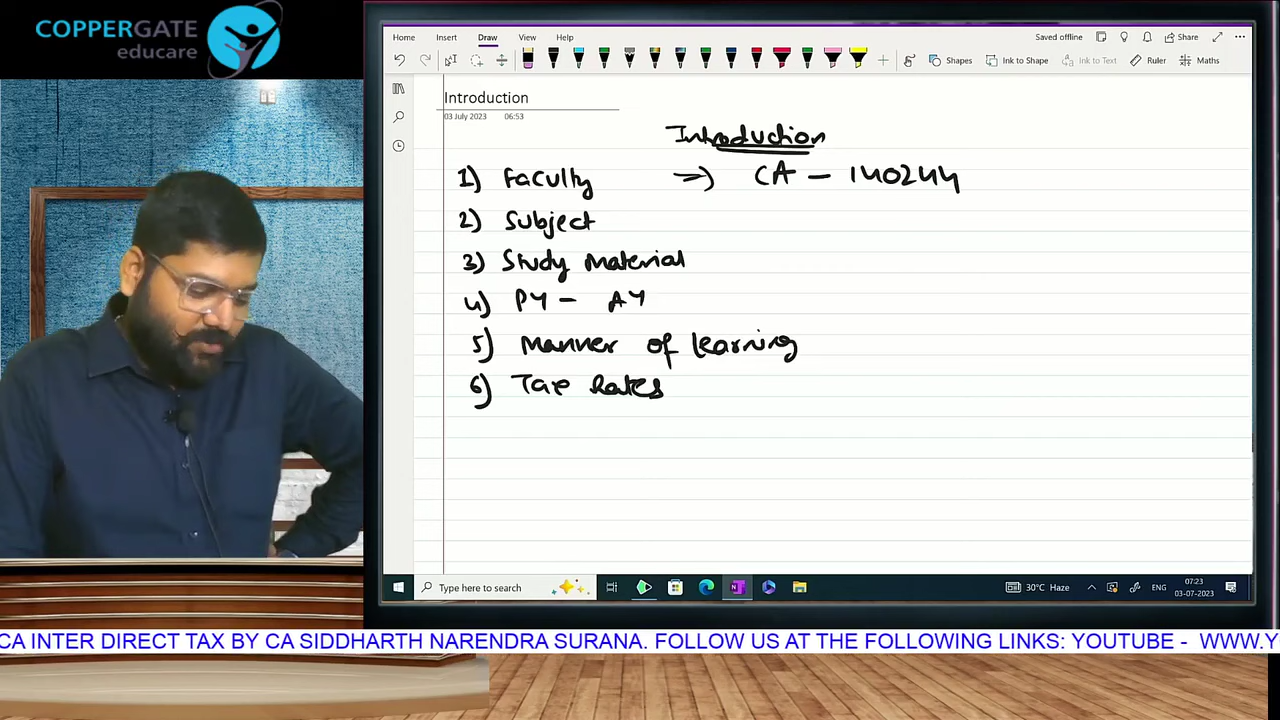 COPPERGATE
educare
Home Insert Draw View Help
Saved offline
Share
Shapes
Ink to Shape
Ink to Text
Ruler
Maths
Introduction
03 July 2023 06:53
Introduction
1) Faculty => CA - 140244
2) Subject
3) Study Material
4) PY - AY
5) Manner of learning
6) Tax Rates
Type here to search
30°C Haze
ENG
07:23
03-07-2023
CA INTER DIRECT TAX BY CA SIDDHARTH NARENDRA SURANA. FOLLOW US AT THE FOLLOWING LINKS: YOUTUBE - WWW.Y